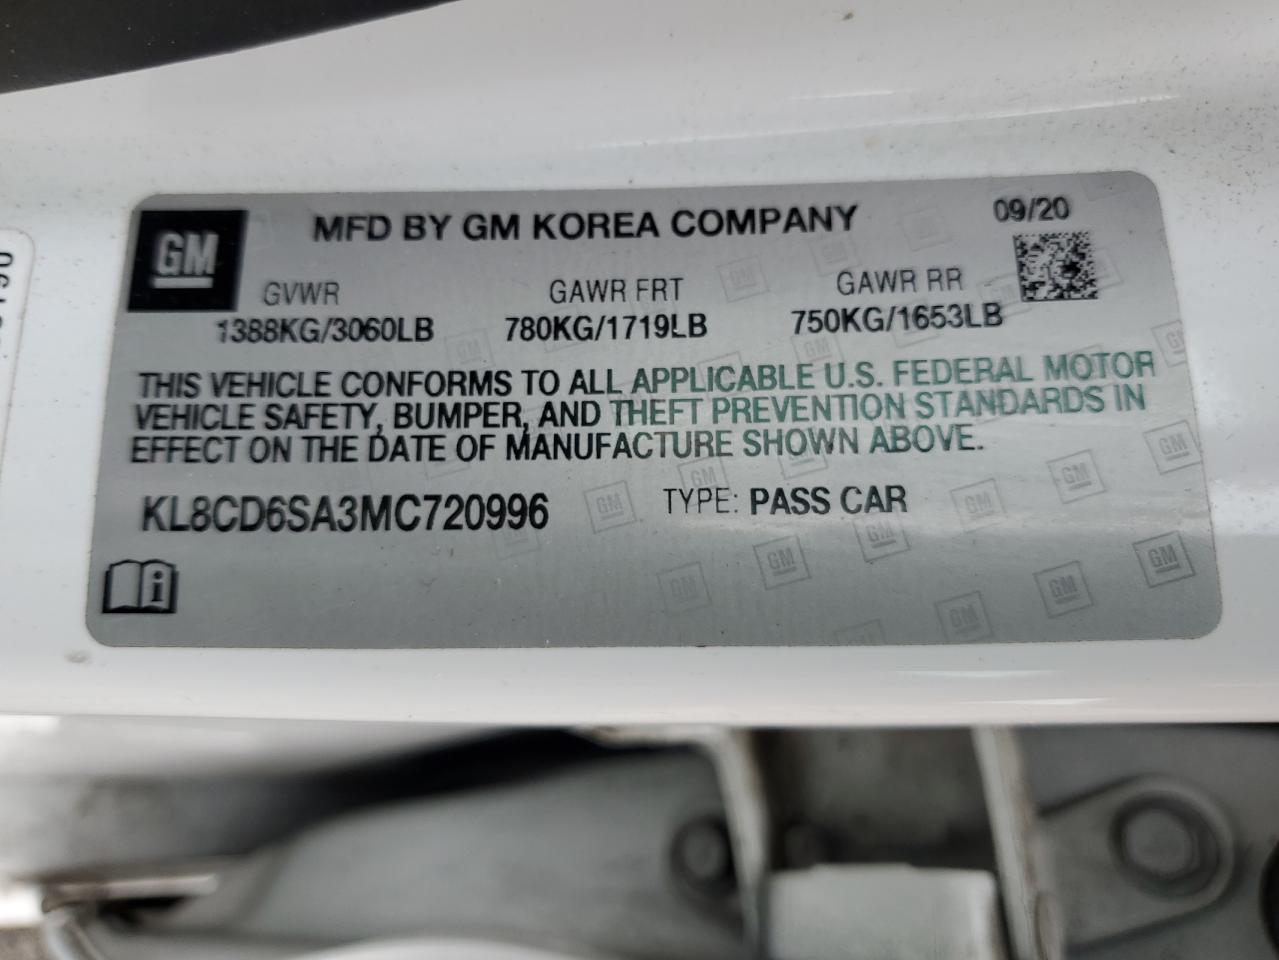 GM
MFD BY GM KOREA COMPANY
09/20
GVWR GAWR FRT GAWR RR
1388KG/3060LB 780KG/1719LB 750KG/1653LB
THIS VEHICLE CONFORMS TO ALL APPLICABLE U.S. FEDERAL MOTOR
VEHICLE SAFETY, BUMPER, AND THEFT PREVENTION STANDARDS IN
EFFECT ON THE DATE OF MANUFACTURE SHOWN ABOVE.
KL8CD6SA3MC720996 TYPE: PASS CAR